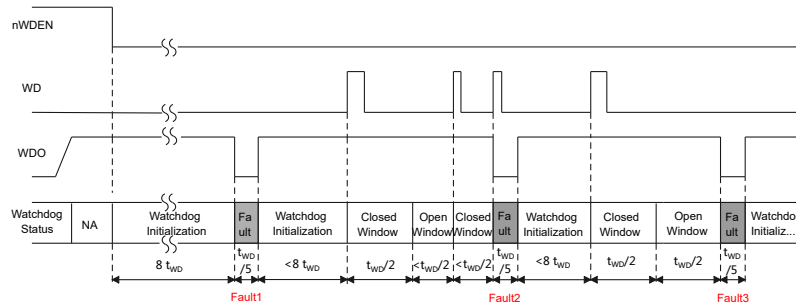 nWDEN
WD
WDO
Watchdog
Status
NA
Watchdog
Initialization
Fa
ult
Watchdog
Initialization
Closed
Window
Open
Window
Closed
Window
Fa
ult
Watchdog
Initialization
Closed
Window
Open
Window
Fa
ult
Watchdo
Initializ...
8 tWD
tWD
/5
<8 tWD
tWD/2
<tWD/2
<tWD/2
tWD
/5
<8 tWD
tWD/2
tWD/2
tWD
/5
Fault1
Fault2
Fault3